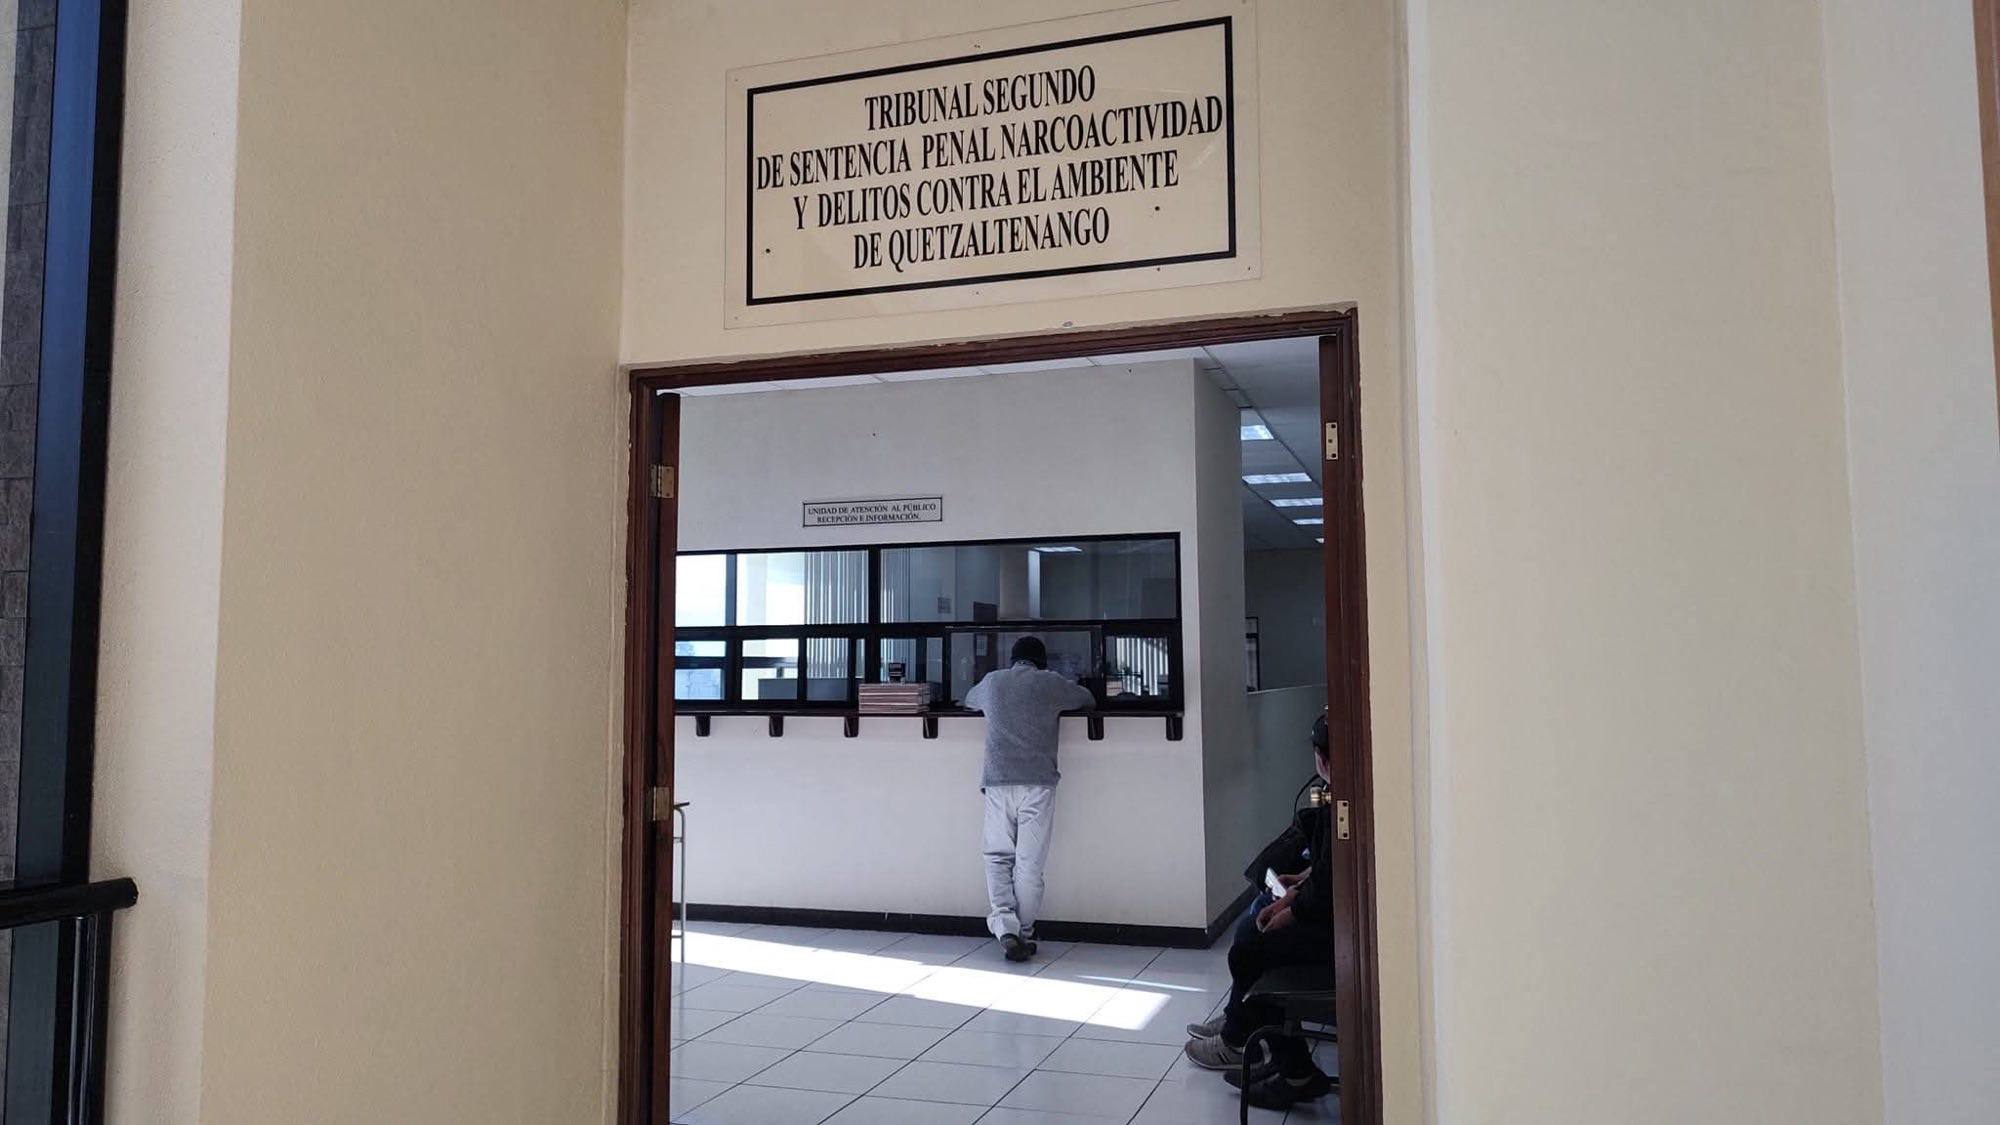 TRIBUNAL SEGUNDO
DE SENTENCIA PENAL NARCOACTIVIDAD
Y DELITOS CONTRA EL AMBIENTE
DE QUETZALTENANGO
UNIDAD DE ATENCIÓN AL PÚBLICO
RECEPCIÓN E INFORMACIÓN.